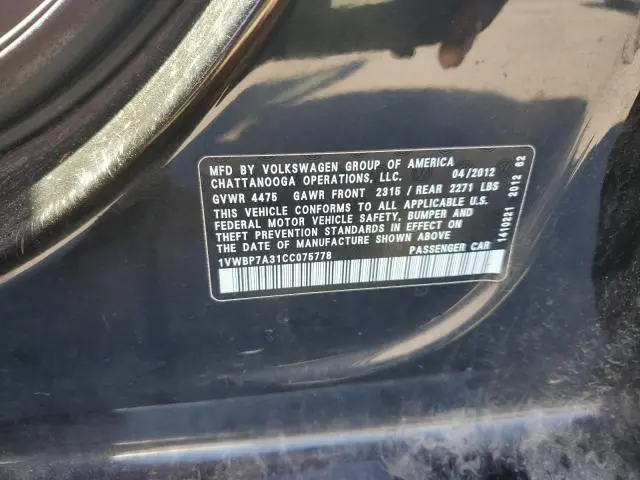 MFD BY VOLKSWAGEN GROUP OF AMERICA
CHATTANOOGA OPERATIONS, LLC. 04/2012
GVWR 4475 GAWR FRONT 2315 / REAR 2271 LBS
THIS VEHICLE CONFORMS TO ALL APPLICABLE U.S.
FEDERAL MOTOR VEHICLE SAFETY, BUMPER AND
THEFT PREVENTION STANDARDS IN EFFECT ON
THE DATE OF MANUFACTURE SHOWN ABOVE
1VWBP7A31CC075778 PASSENGER CAR
1410221 2012 62